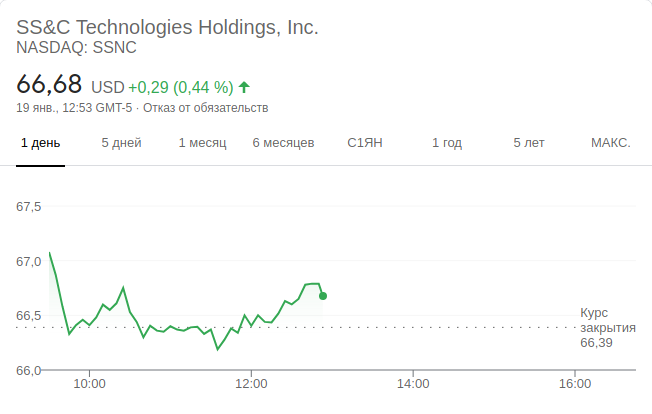 SS&C Technologies Holdings, Inc.
NASDAQ: SSNC
66,68 USD +0,29 (0,44 %)
19 янв., 12:53 GMT-5 · Отказ от обязательств
1 день 5 дней 1 месяц 6 месяцев С1ЯН 1 год 5 лет МАКС.
67,5
67,0
66,5
Курс
закрытия
66,39
66,0
10:00 12:00 14:00 16:00